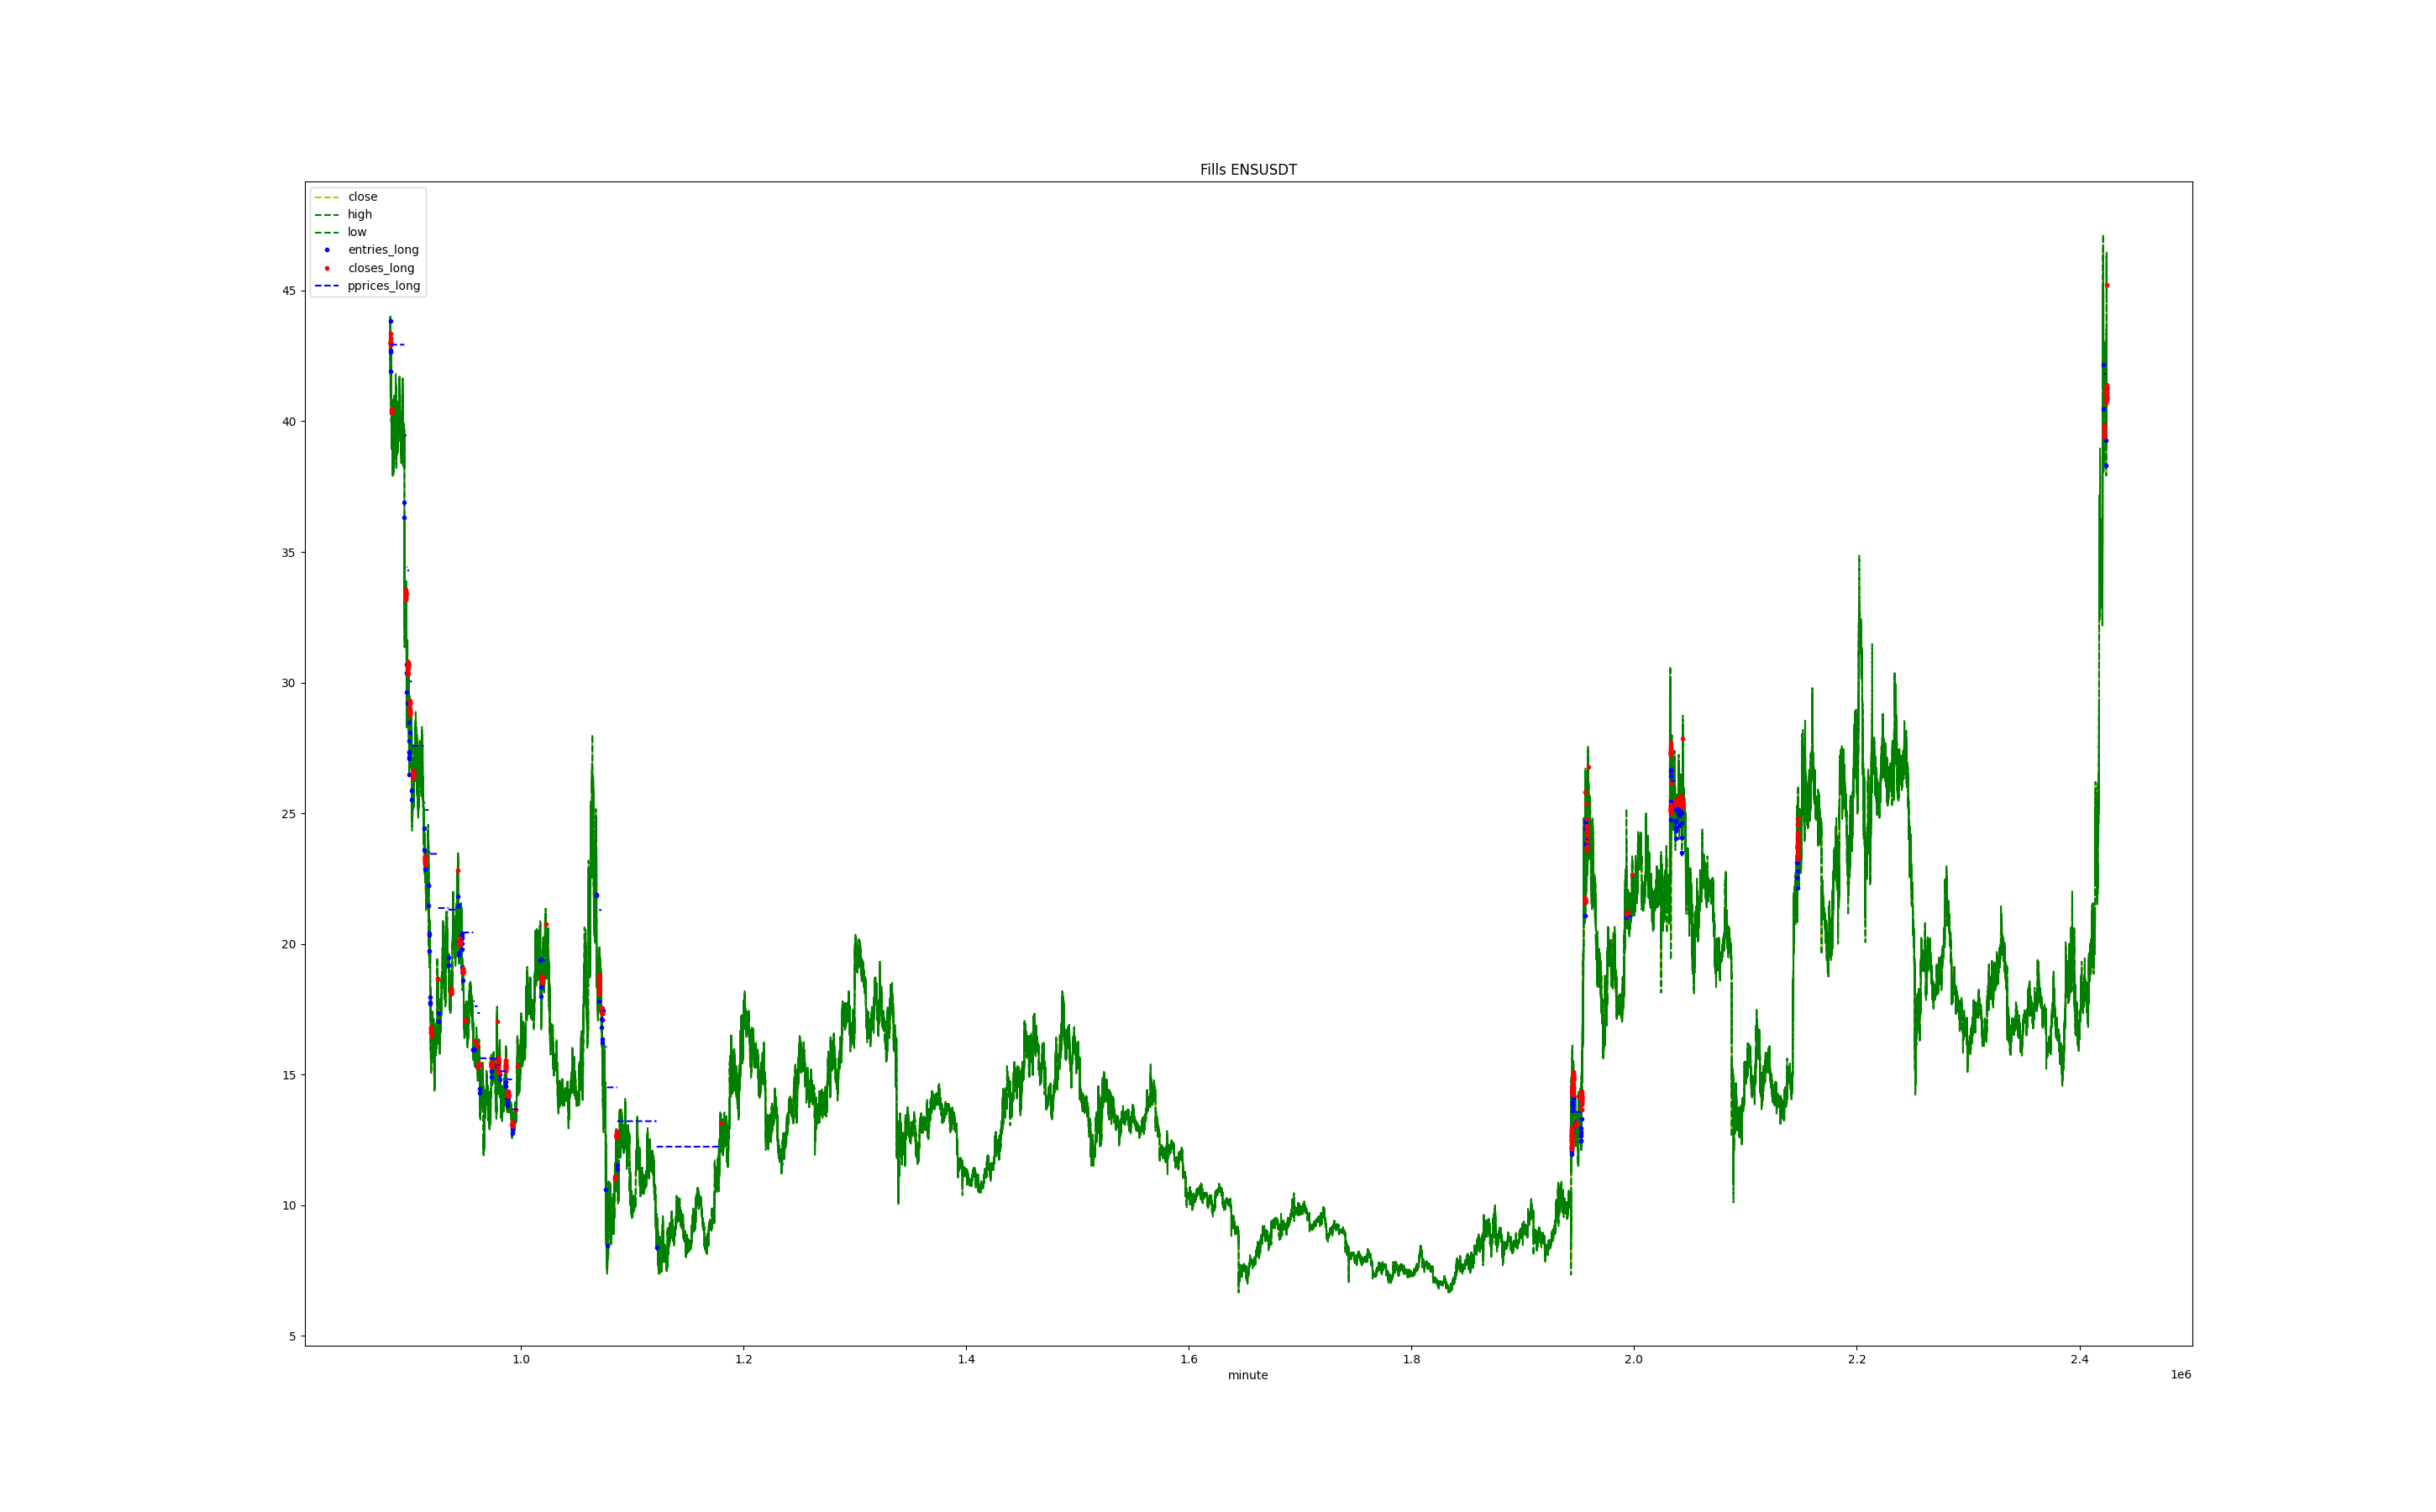 Fills ENSUSDT
close
high
low
entries_long
closes_long
pprices_long
45
40
35
30
25
20
15
10
5
1.0 1.2 1.4 1.6 1.8 2.0 2.2 2.4
minute 1e6